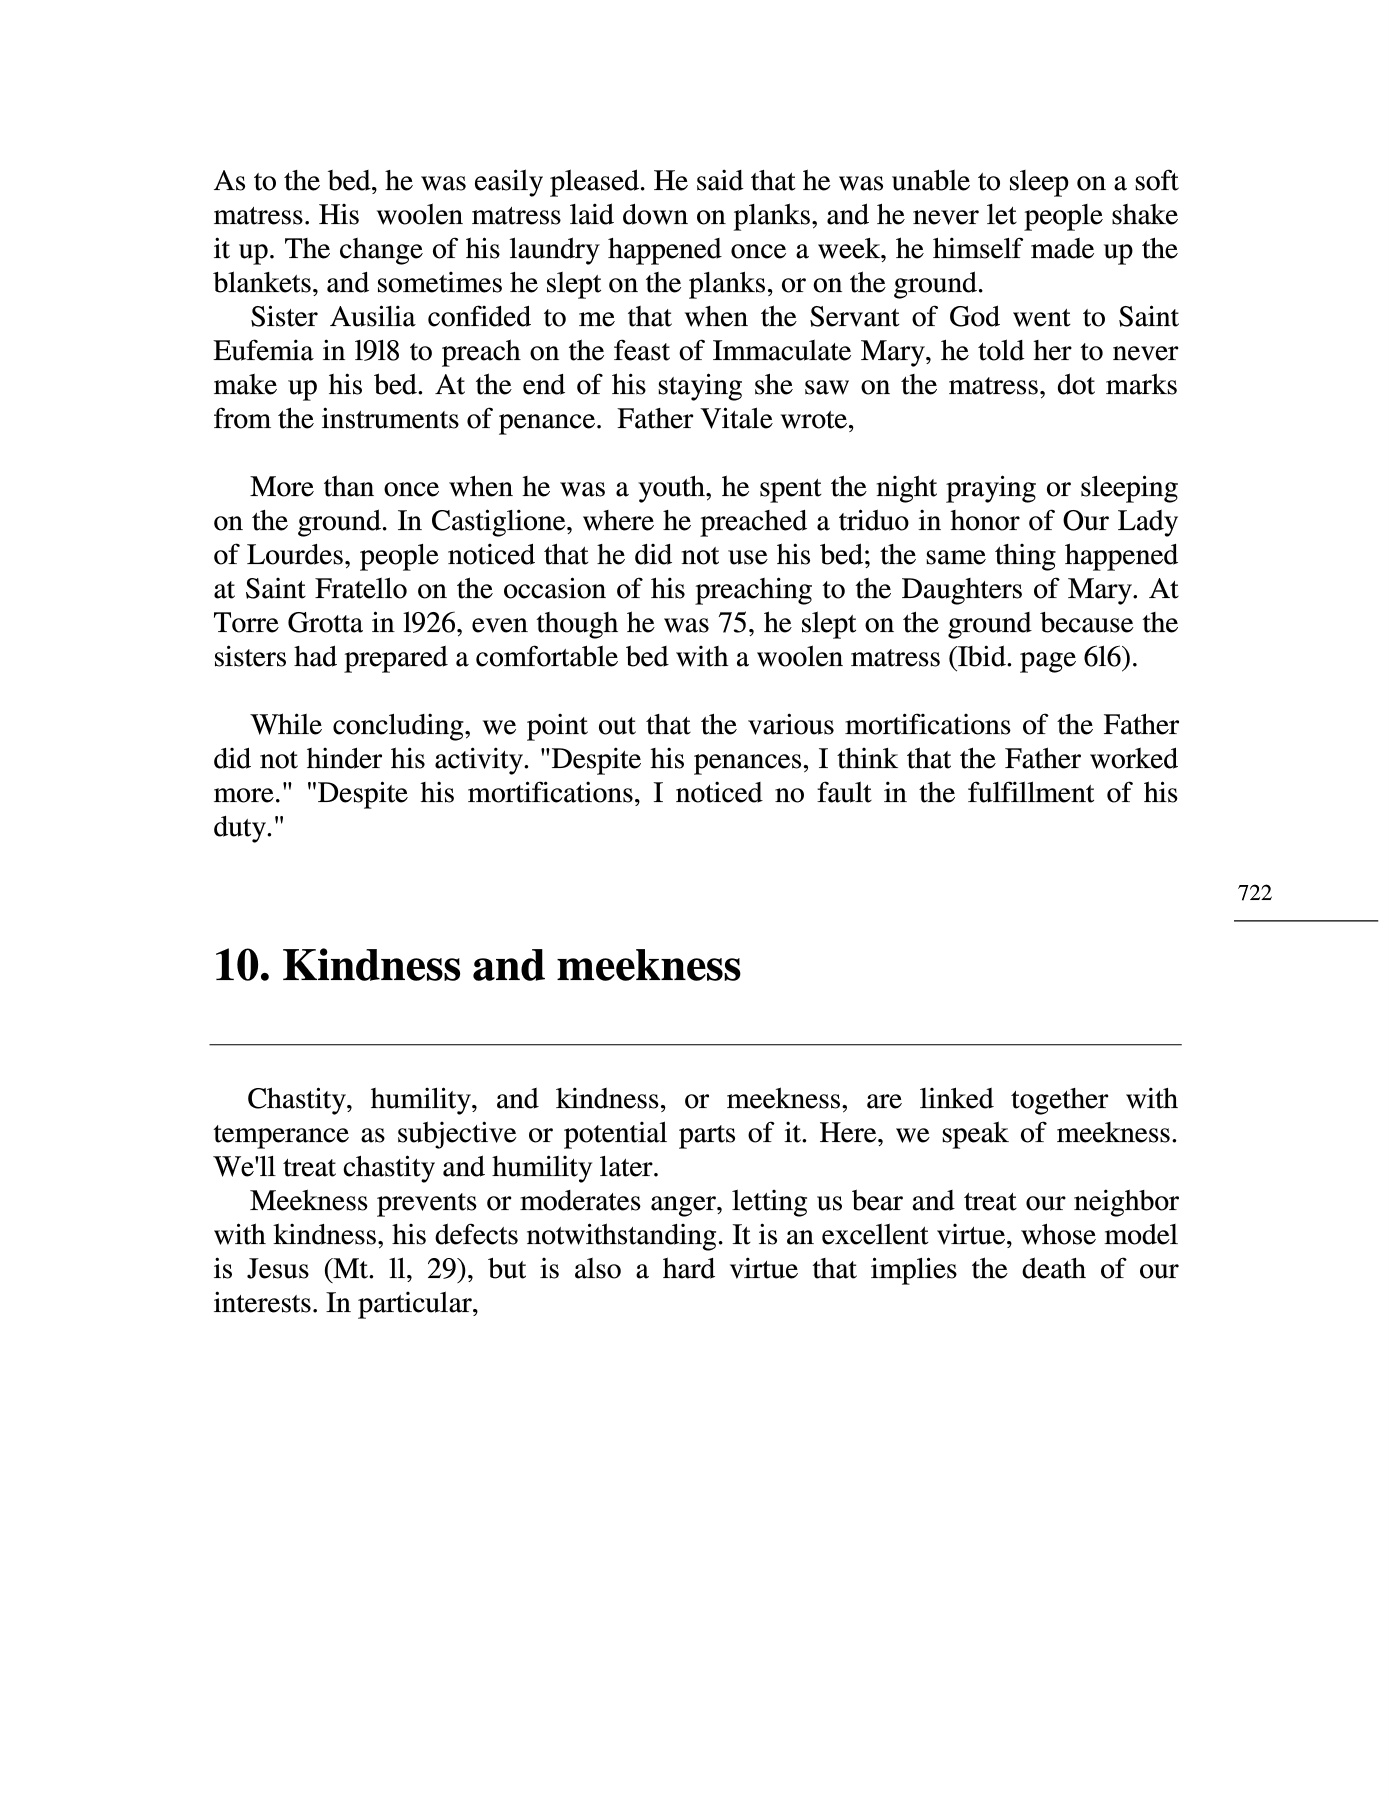 As to the bed, he was easily pleased. He said that he was unable to sleep on a soft
matress. His  woolen matress laid down on planks, and he never let people shake
it up. The change of his laundry happened once a week, he himself made up the
blankets, and sometimes he slept on the planks, or on the ground.
Sister Ausilia confided to me that when the Servant of God went to Saint
Eufemia in l9l8 to preach on the feast of Immaculate Mary, he told her to never
make up his bed. At the end of his staying she saw on the matress, dot marks
from the instruments of penance.  Father Vitale wrote,
More than once when he was a youth, he spent the night praying or sleeping
on the ground. In Castiglione, where he preached a triduo in honor of Our Lady
of Lourdes, people noticed that he did not use his bed; the same thing happened
at Saint Fratello on the occasion of his preaching to the Daughters of Mary. At
Torre Grotta in l926, even though he was 75, he slept on the ground because the
sisters had prepared a comfortable bed with a woolen matress (Ibid. page 6l6).
While concluding, we point out that the various mortifications of the Father
did not hinder his activity. "Despite his penances, I think that the Father worked
more." "Despite his mortifications, I noticed no fault in the fulfillment of his
duty."
722
10. Kindness and meekness
Chastity, humility, and kindness, or meekness, are linked together with
temperance as subjective or potential parts of it. Here, we speak of meekness.
We'll treat chastity and humility later.
Meekness prevents or moderates anger, letting us bear and treat our neighbor
with kindness, his defects notwithstanding. It is an excellent virtue, whose model
is Jesus (Mt. ll, 29), but is also a hard virtue that implies the death of our
interests. In particular,